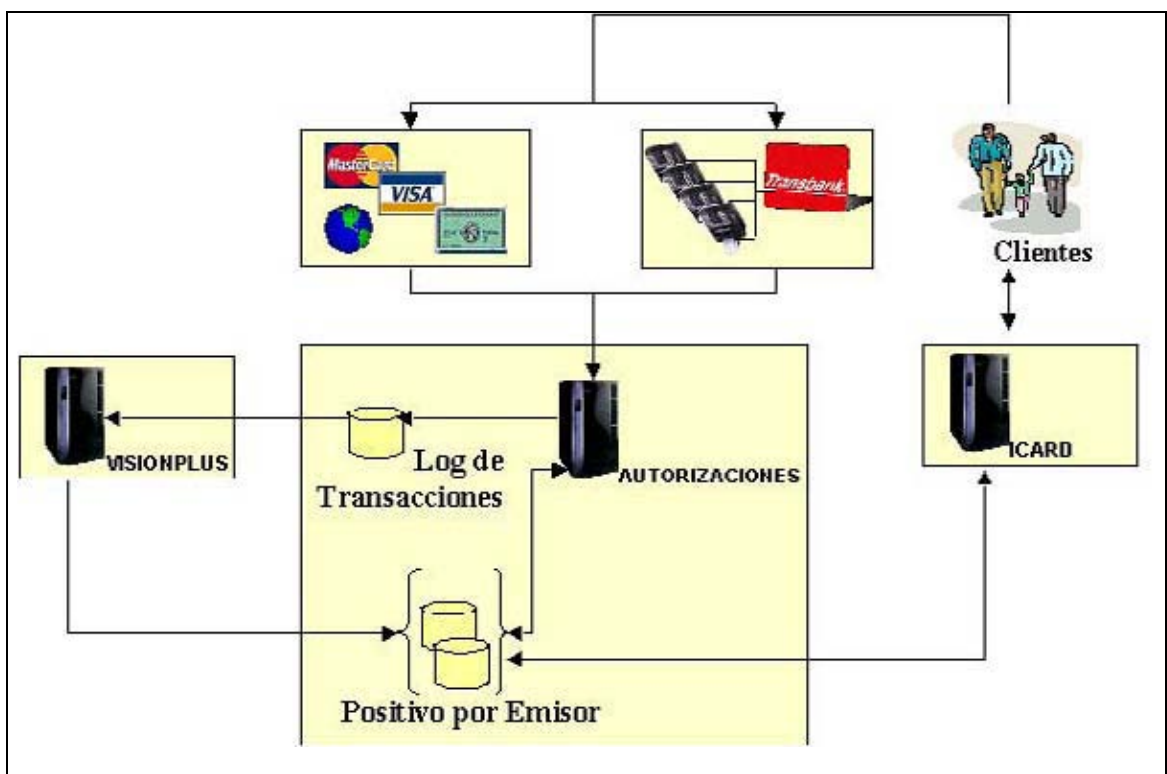 MasterCard
VISA
Transbank
Clientes
VISIONPLUS
Log de
Transacciones
AUTORIZACIONES
ICARD
Positivo por Emisor